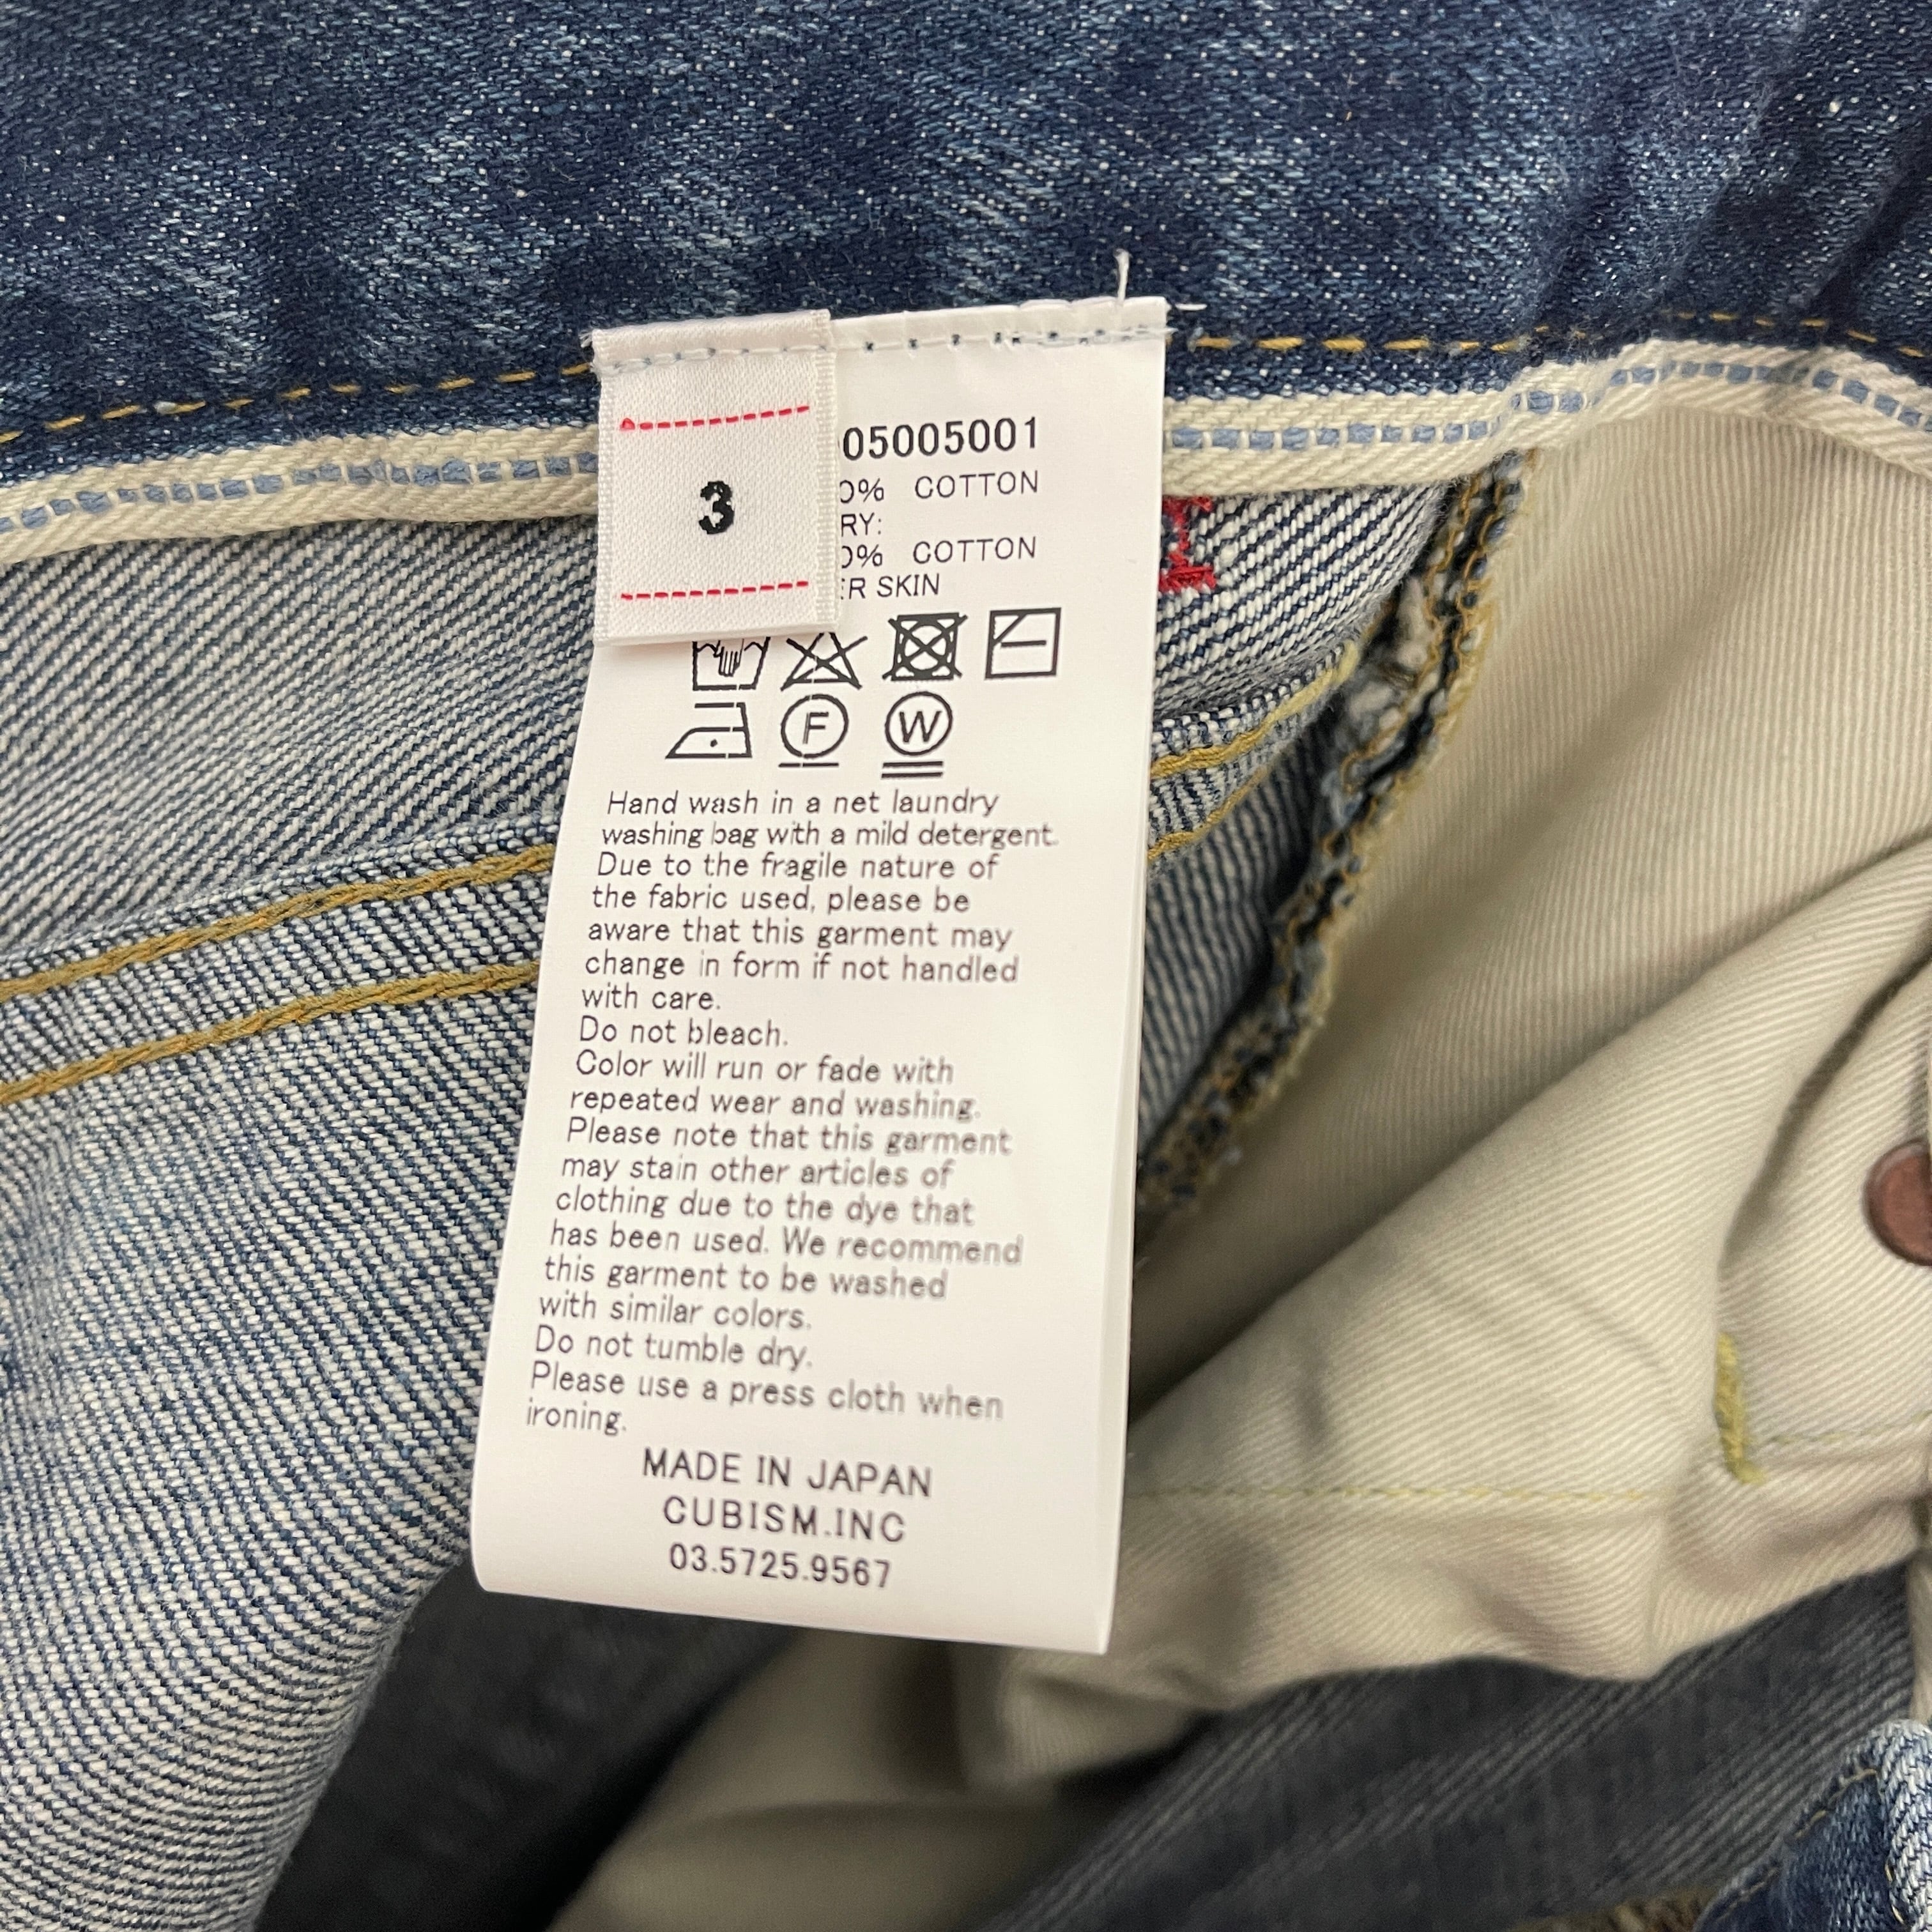 3
05005001
0% COTTON
RY:
0% COTTON
ER SKIN
F W
Hand wash in a net laundry
washing bag with a mild detergent.
Due to the fragile nature of
the fabric used, please be
aware that this garment may
change in form if not handled
with care.
Do not bleach.
Color will run or fade with
repeated wear and washing.
Please note that this garment
may stain other articles of
clothing due to the dye that
has been used. We recommend
this garment to be washed
with similar colors.
Do not tumble dry.
Please use a press cloth when
ironing.
MADE IN JAPAN
CUBISM.INC
03.5725.9567